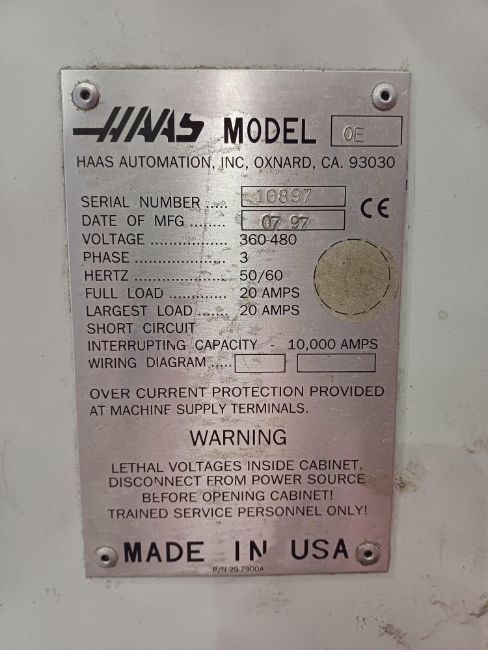 HAAS MODEL OE
HAAS AUTOMATION, INC, OXNARD, CA. 93030
SERIAL NUMBER .... 10897
DATE OF MFG ....... 07 97
CE
VOLTAGE ................ 360-480
PHASE .................... 3
HERTZ .................... 50/60
FULL LOAD ............. 20 AMPS
LARGEST LOAD ....... 20 AMPS
SHORT CIRCUIT
INTERRUPTING CAPACITY - 10,000 AMPS
WIRING DIAGRAM .....
OVER CURRENT PROTECTION PROVIDED
AT MACHINE SUPPLY TERMINALS.
WARNING
LETHAL VOLTAGES INSIDE CABINET.
DISCONNECT FROM POWER SOURCE
BEFORE OPENING CABINET!
TRAINED SERVICE PERSONNEL ONLY!
MADE IN USA
P/N 29-7900A